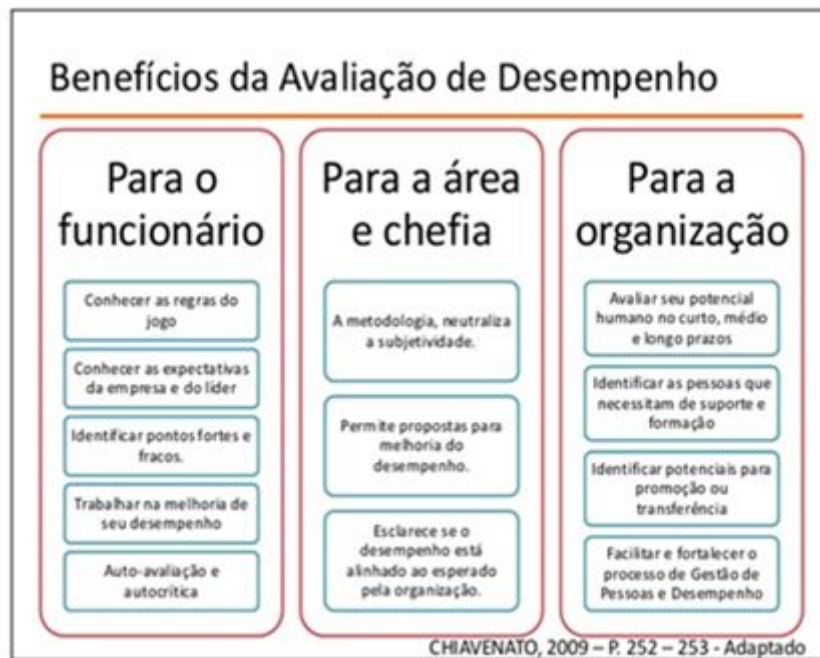 Benefícios da Avaliação de Desempenho
Para o
funcionário
Conhecer as regras do
jogo
Conhecer as expectativas
da empresa e do líder
Identificar pontos fortes e
fracos.
Trabalhar na melhoria de
seu desempenho
Auto-avaliação e
autocrítica
Para a área
e chefia
A metodologia, neutraliza
a subjetividade.
Permite propostas para
melhoria do
desempenho.
Esclarece se o
desempenho está
alinhado ao esperado
pela organização.
Para a
organização
Avaliar seu potencial
humano no curto, médio
e longo prazos
Identificar as pessoas que
necessitam de suporte e
formação
Identificar potenciais para
promoção ou
transferência
Facilitar e fortalecer o
processo de Gestão de
Pessoas e Desempenho
CHIAVENATO, 2009 – P. 252 – 253 - Adaptado